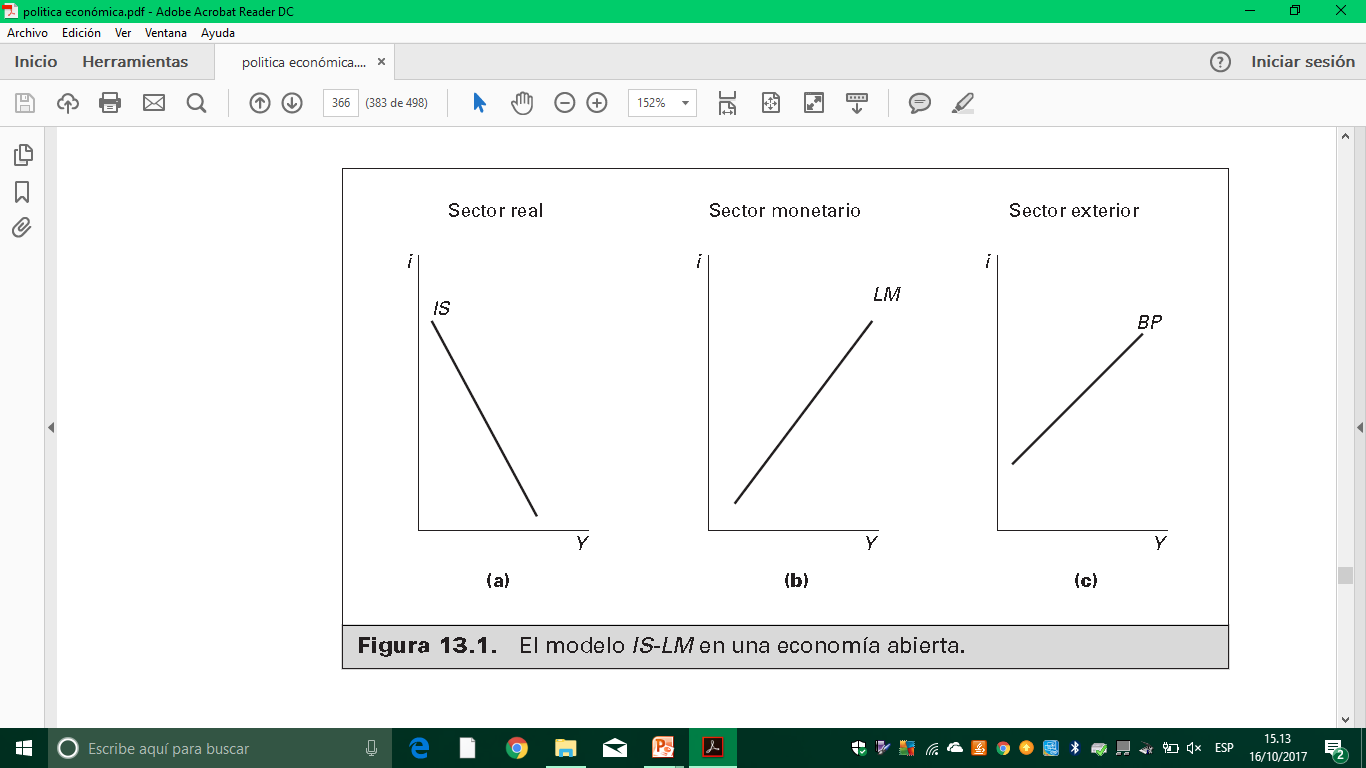 politica económica.pdf - Adobe Acrobat Reader DC
Archivo Edición Ver Ventana Ayuda
Inicio Herramientas politica económica.... × ? Iniciar sesión
366 (383 de 498) 152%
Sector real Sector monetario Sector exterior
i i i
IS LM BP
Y Y Y
(a) (b) (c)
Figura 13.1. El modelo IS-LM en una economía abierta.
Escribe aquí para buscar ESP 15.13
16/10/2017 2